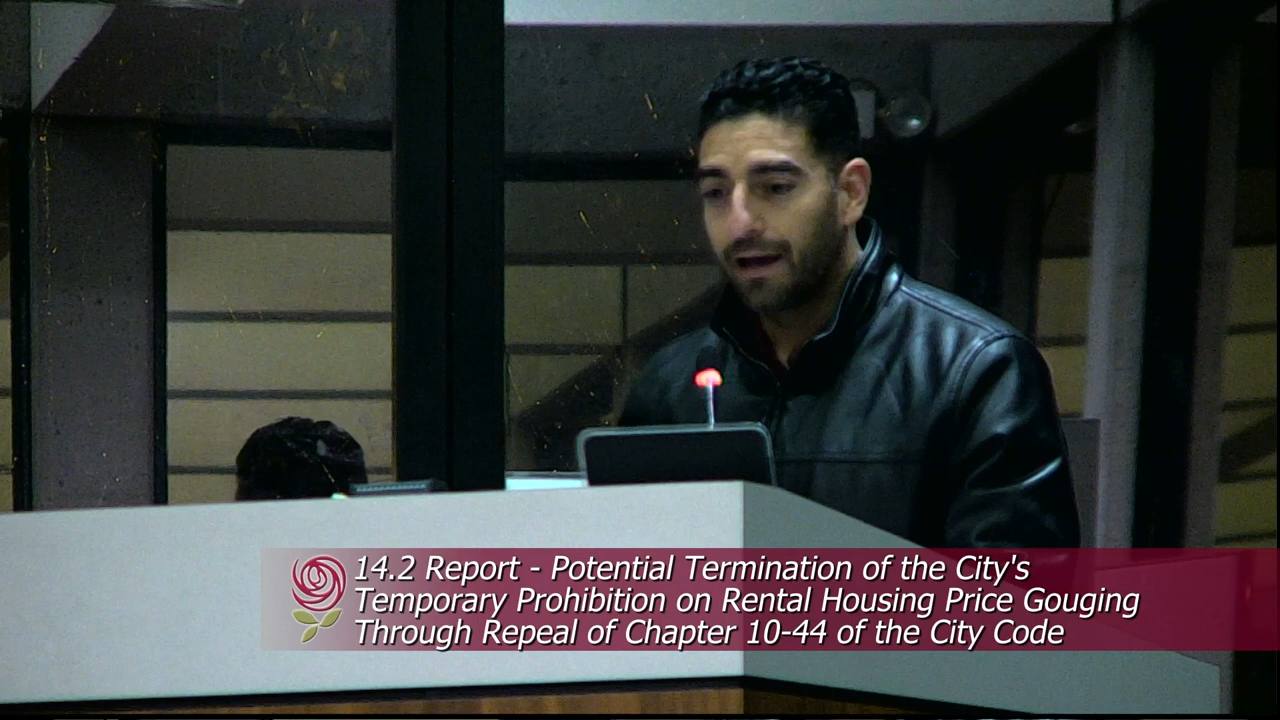 14.2 Report - Potential Termination of the City's
Temporary Prohibition on Rental Housing Price Gouging
Through Repeal of Chapter 10-44 of the City Code